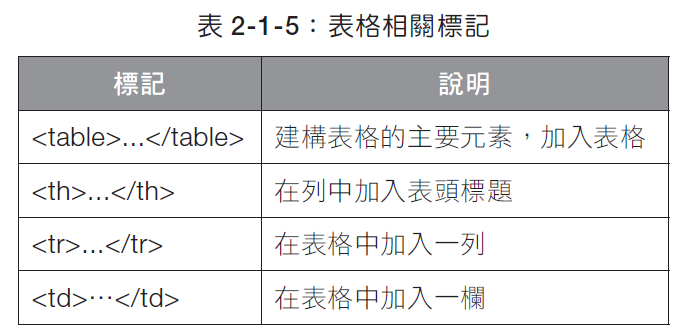 表 2-1-5：表格相關標記
標記 說明
<table>...</table> 建構表格的主要元素，加入表格
<th>...</th> 在列中加入表頭標題
<tr>...</tr> 在表格中加入一列
<td>⋯</td> 在表格中加入一欄